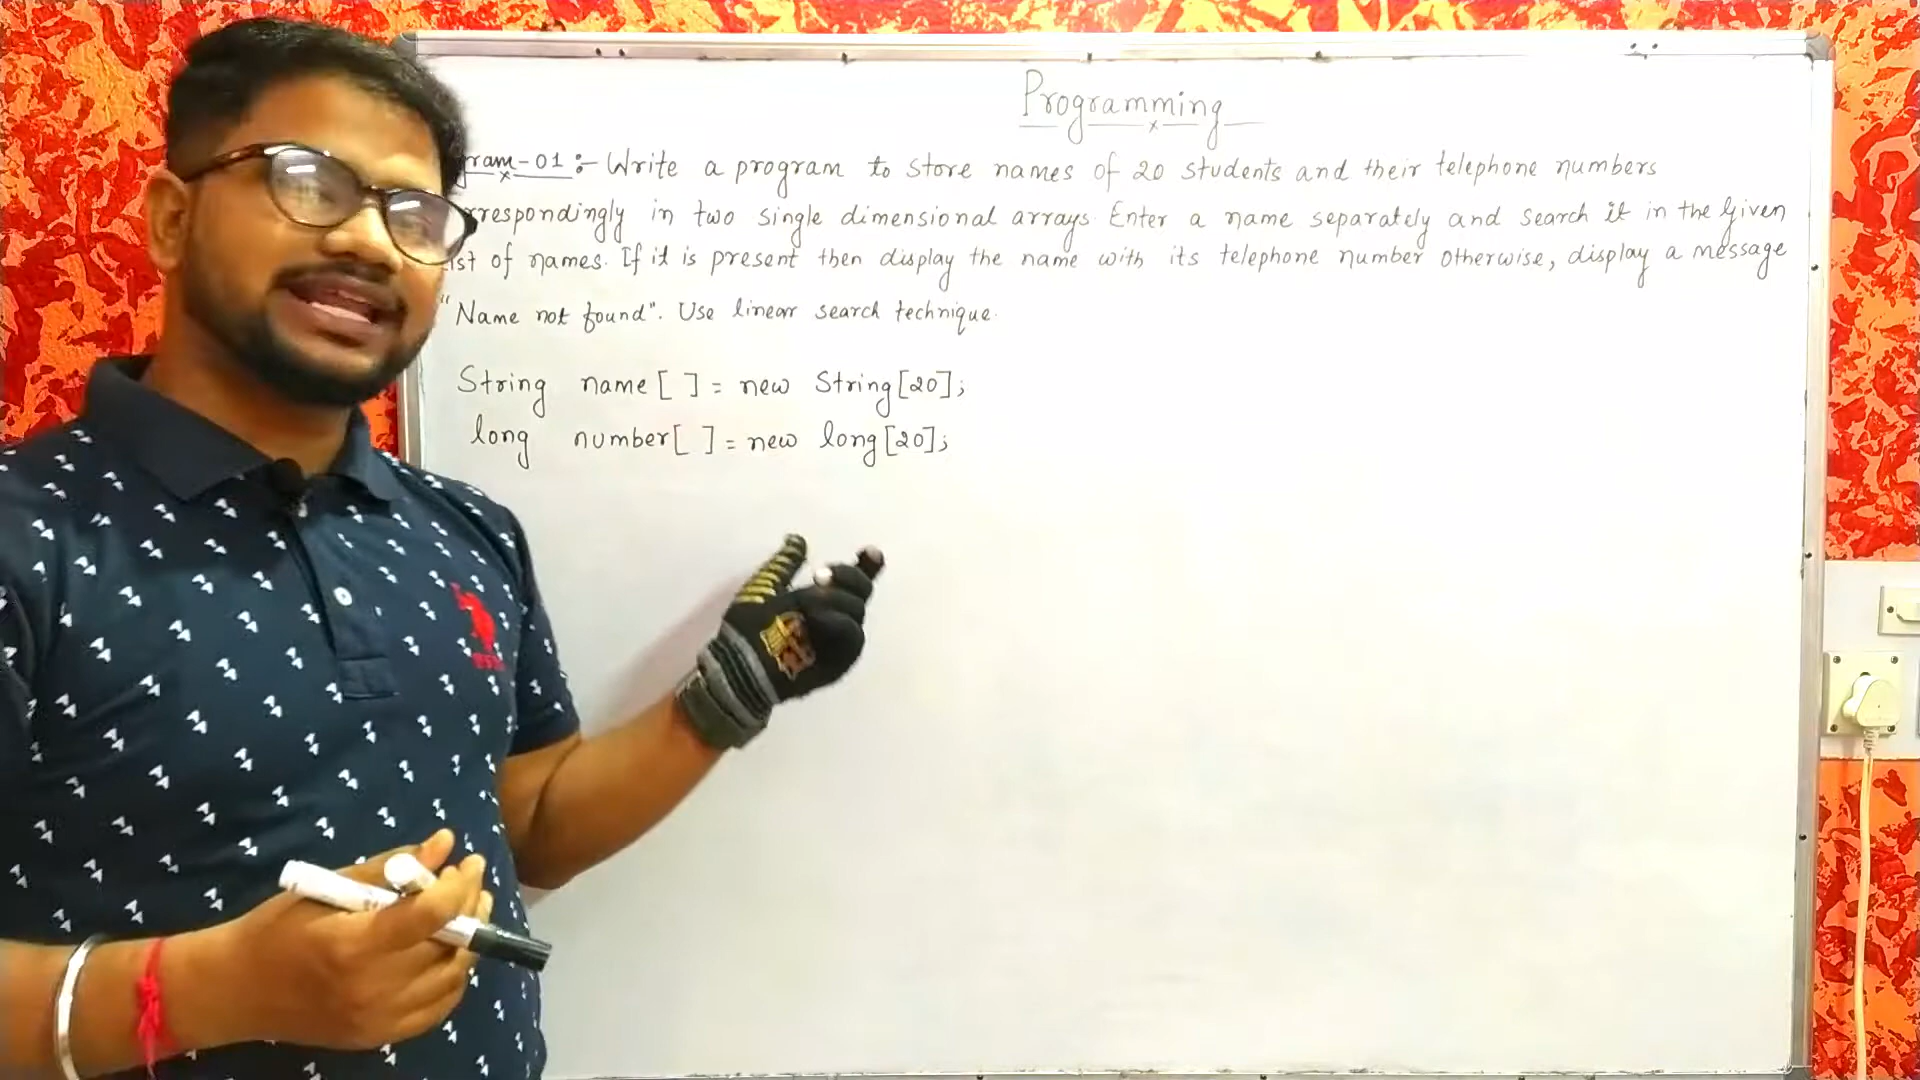 Programming
ram-01 :- Write a program to store names of 20 students and their telephone numbers
rrespondingly in two single dimensional arrays. Enter a name separately and search it in the given
ist of names. If it is present then display the name with its telephone number otherwise, display a message
"Name not found". Use linear search technique.
String name[ ] = new String[20];
long number[ ] = new long[20];